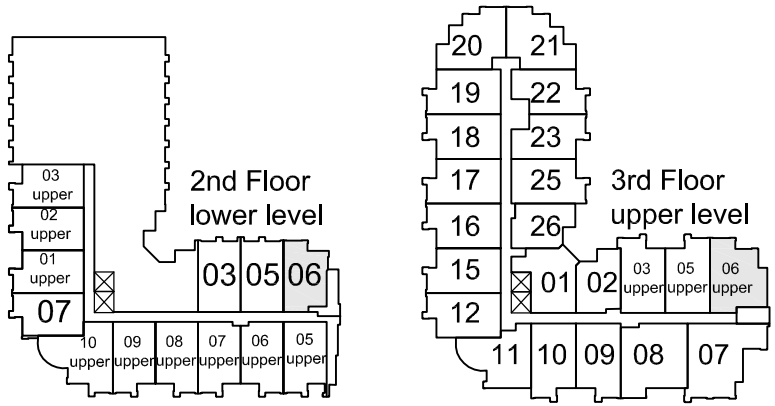 2nd Floor
lower level
03
upper
02
upper
01
upper
07
03
05
06
10
upper
09
upper
08
upper
07
upper
06
upper
05
upper
3rd Floor
upper level
20
21
19
22
18
23
17
25
16
26
15
12
01
02
03
upper
05
upper
06
upper
11
10
09
08
07